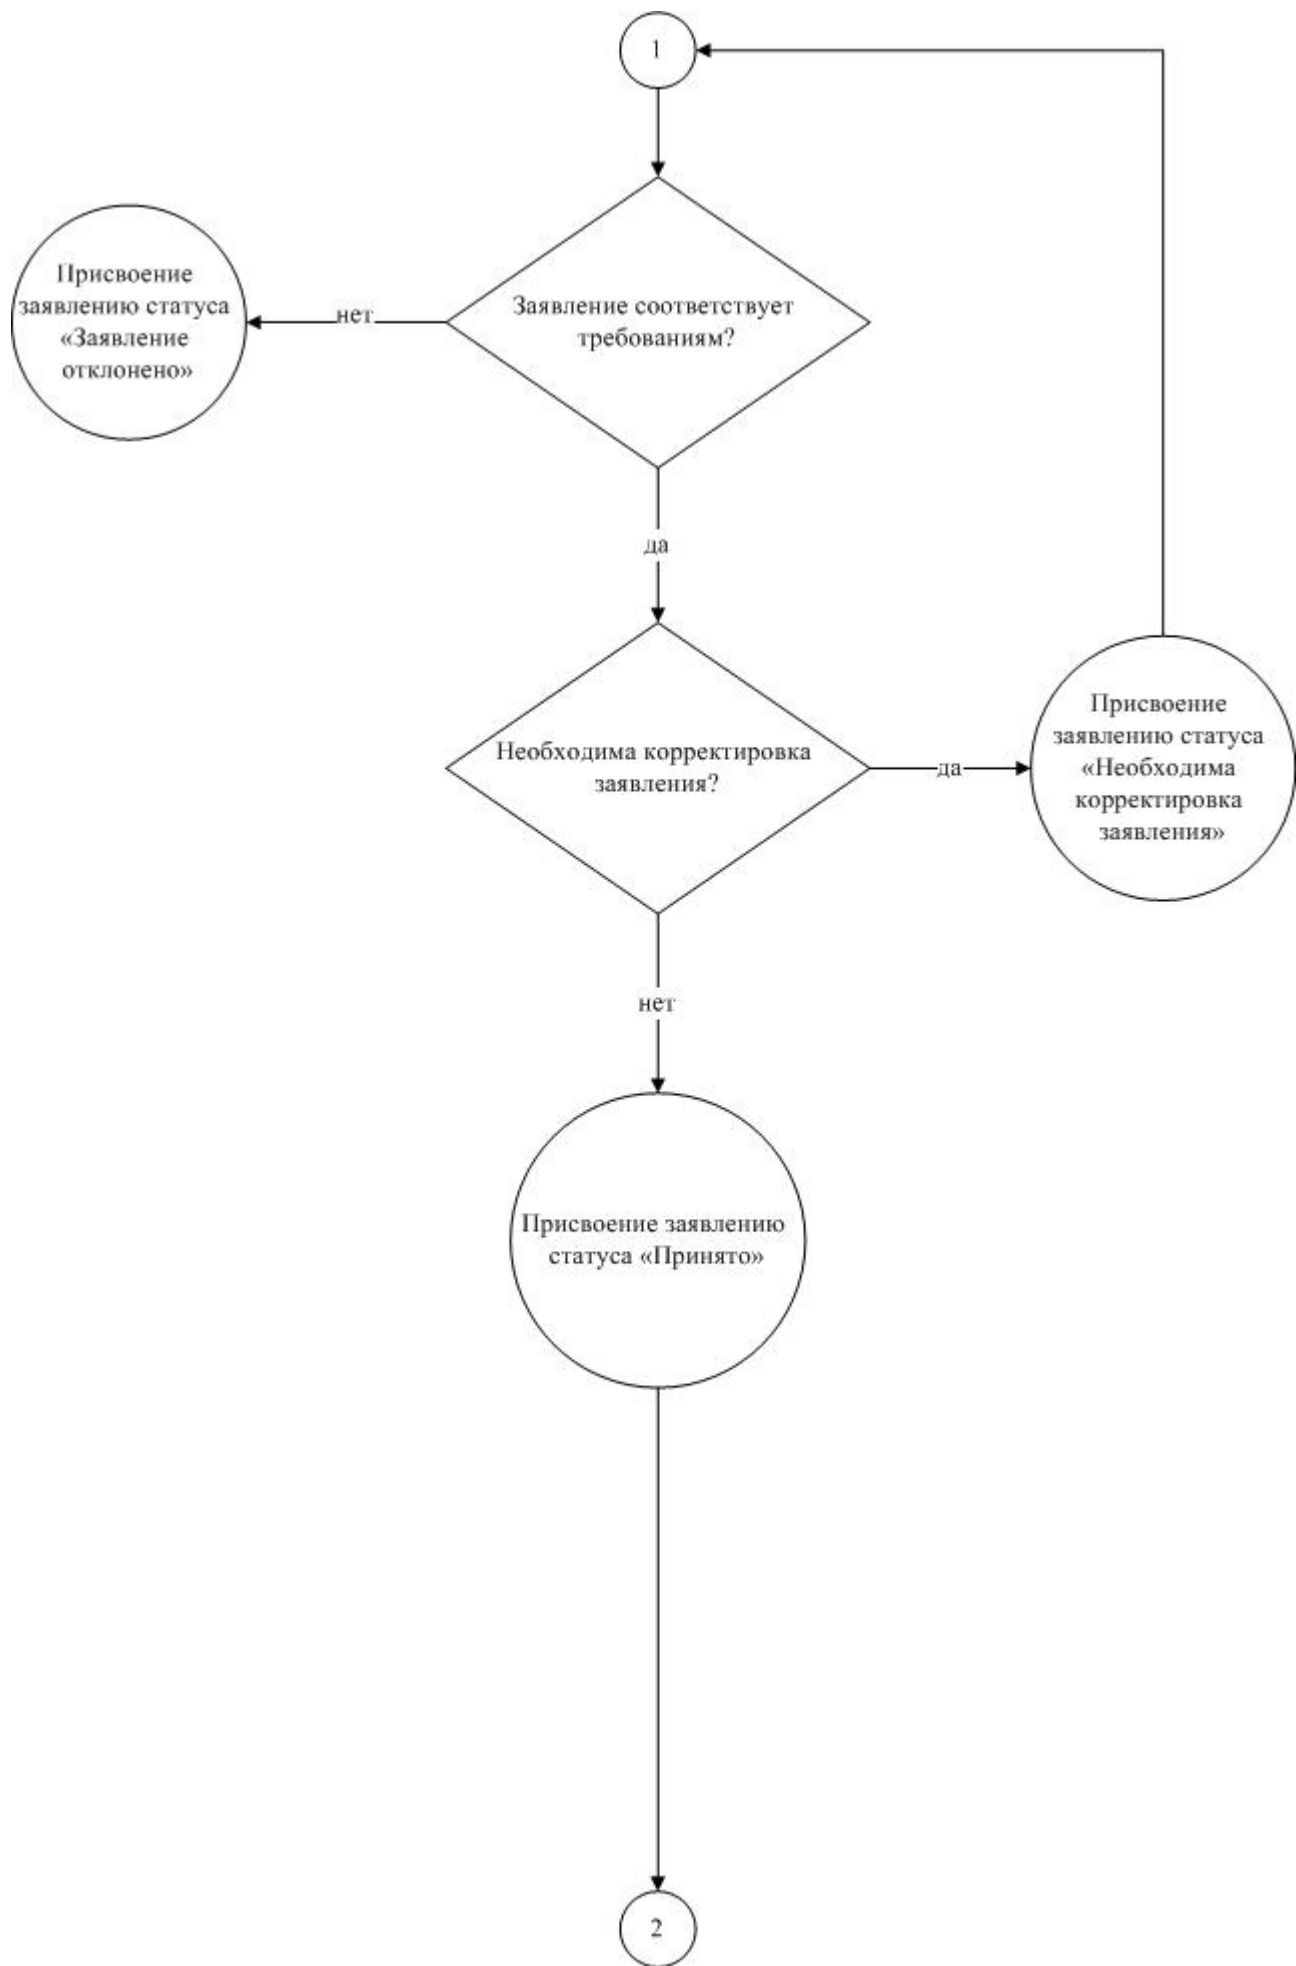 1
Присвоение
заявлению статуса
«Заявление
отклонено»
нет
Заявление соответствует
требованиям?
да
Необходима корректировка
заявления?
да
Присвоение
заявлению статуса
«Необходима
корректировка
заявления»
нет
Присвоение заявлению
статуса «Принято»
2